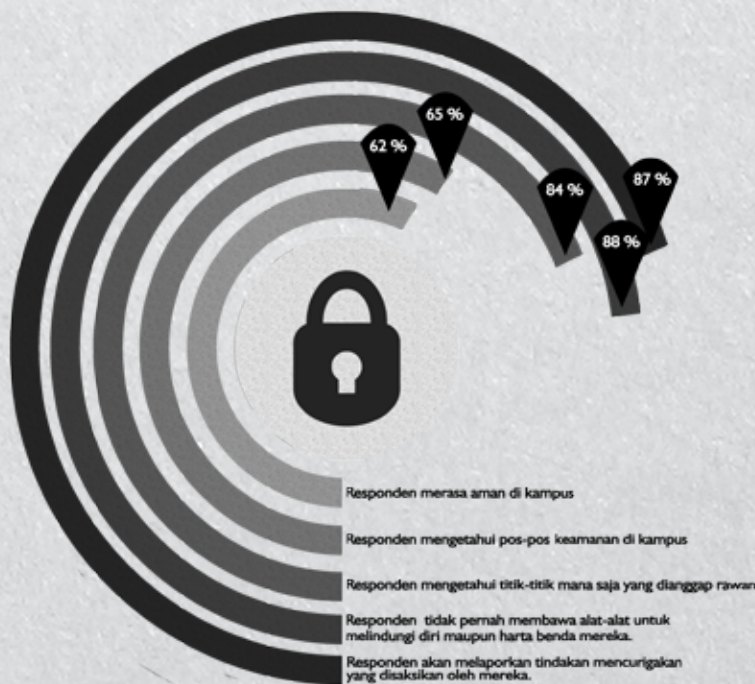 65 %
62 %
87 %
84 %
88 %
Responden merasa aman di kampus
Responden mengetahui pos-pos keamanan di kampus
Responden mengetahui titik-titik mana saja yang dianggap rawan
Responden tidak pernah membawa alat-alat untuk
melindungi diri maupun harta benda mereka.
Responden akan melaporkan tindakan mencurigakan
yang disaksikan oleh mereka.